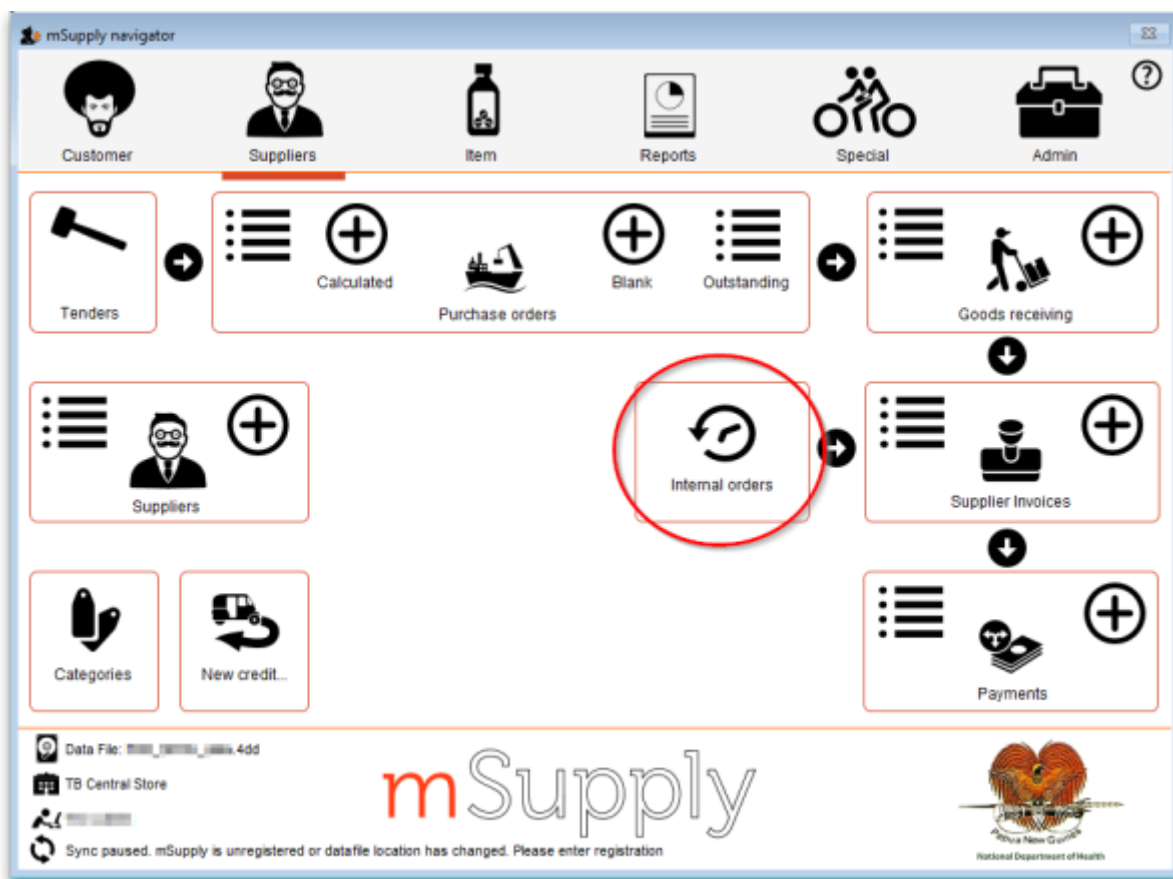 mSupply navigator
Customer
Suppliers
Item
Reports
Special
Admin
?
Tenders
Calculated
Blank
Outstanding
Purchase orders
Goods receiving
Suppliers
Internal orders
Supplier Invoices
Categories
New credit...
Payments
Data File: .4dd
TB Central Store
Sync paused. mSupply is unregistered or datafile location has changed. Please enter registration
mSupply
Papua New Guinea
National Department of Health